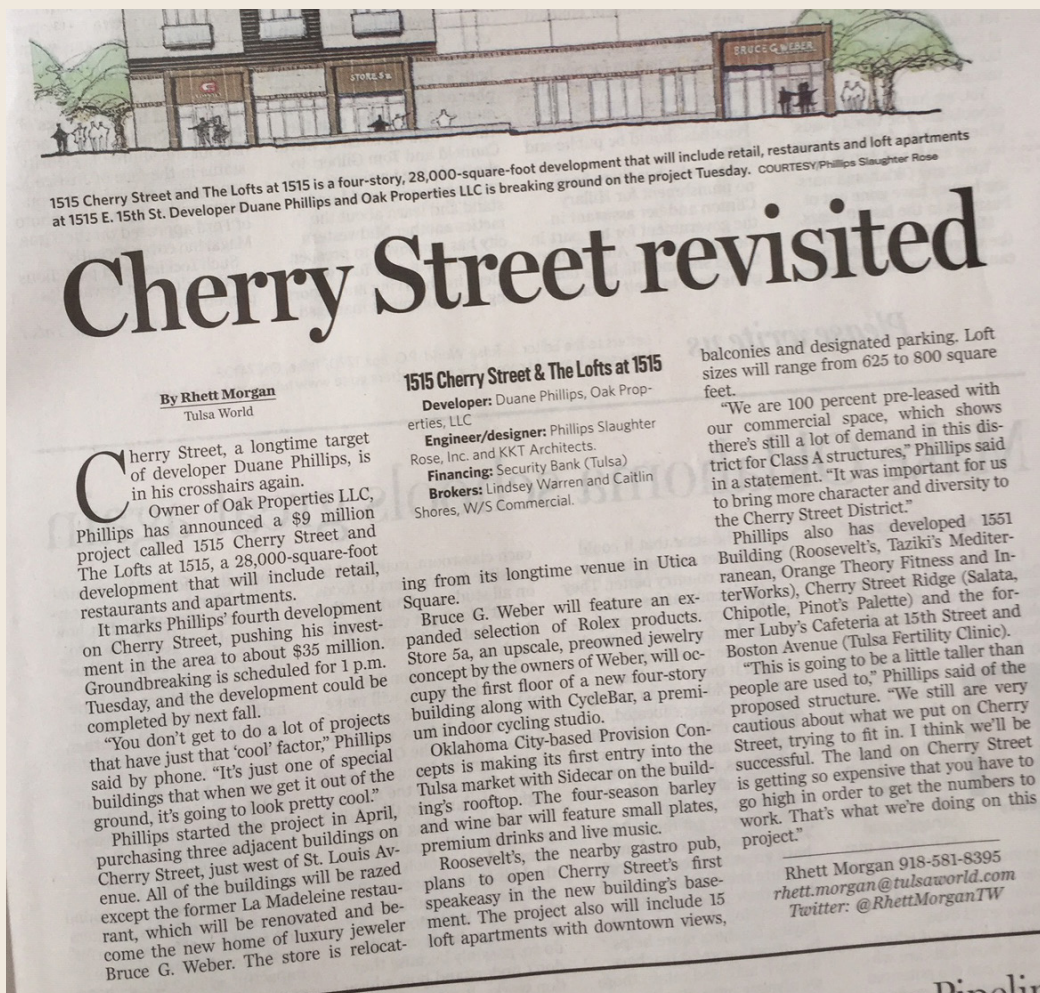 STORE 5a
BRUCE G WEBER
1515 Cherry Street and The Lofts at 1515 is a four-story, 28,000-square-foot development that will include retail, restaurants and loft apartments
at 1515 E. 15th St. Developer Duane Phillips and Oak Properties LLC is breaking ground on the project Tuesday. COURTESY/Phillips Slaughter Rose
Cherry Street revisited
By Rhett Morgan
Tulsa World
Cherry Street, a longtime target
of developer Duane Phillips, is
in his crosshairs again.
Owner of Oak Properties LLC,
Phillips has announced a $9 million
project called 1515 Cherry Street and
The Lofts at 1515, a 28,000-square-foot
development that will include retail,
restaurants and apartments.
It marks Phillips’ fourth development
on Cherry Street, pushing his invest-
ment in the area to about $35 million.
Groundbreaking is scheduled for 1 p.m.
Tuesday, and the development could be
completed by next fall.
“You don’t get to do a lot of projects
that have just that ‘cool’ factor,” Phillips
said by phone. “It’s just one of special
buildings that when we get it out of the
ground, it’s going to look pretty cool.”
Phillips started the project in April,
purchasing three adjacent buildings on
Cherry Street, just west of St. Louis Av-
enue. All of the buildings will be razed
except the former La Madeleine restau-
rant, which will be renovated and be-
come the new home of luxury jeweler
Bruce G. Weber. The store is relocat-
1515 Cherry Street & The Lofts at 1515
Developer: Duane Phillips, Oak Prop-
erties, LLC
Engineer/designer: Phillips Slaughter
Rose, Inc. and KKT Architects.
Financing: Security Bank (Tulsa)
Brokers: Lindsey Warren and Caitlin
Shores, W/S Commercial.
ing from its longtime venue in Utica
Square.
Bruce G. Weber will feature an ex-
panded selection of Rolex products.
Store 5a, an upscale, preowned jewelry
concept by the owners of Weber, will oc-
cupy the first floor of a new four-story
building along with CycleBar, a premi-
um indoor cycling studio.
Oklahoma City-based Provision Con-
cepts is making its first entry into the
Tulsa market with Sidecar on the build-
ing’s rooftop. The four-season barley
and wine bar will feature small plates,
premium drinks and live music.
Roosevelt’s, the nearby gastro pub,
plans to open Cherry Street’s first
speakeasy in the new building’s base-
ment. The project also will include 15
loft apartments with downtown views,
balconies and designated parking. Loft
sizes will range from 625 to 800 square
feet.
“We are 100 percent pre-leased with
our commercial space, which shows
there’s still a lot of demand in this dis-
trict for Class A structures,” Phillips said
in a statement. “It was important for us
to bring more character and diversity to
the Cherry Street District.”
Phillips also has developed 1551
Building (Roosevelt’s, Taziki’s Mediter-
ranean, Orange Theory Fitness and In-
terWorks), Cherry Street Ridge (Salata,
Chipotle, Pinot’s Palette) and the for-
mer Luby’s Cafeteria at 15th Street and
Boston Avenue (Tulsa Fertility Clinic).
“This is going to be a little taller than
people are used to,” Phillips said of the
proposed structure. “We still are very
cautious about what we put on Cherry
Street, trying to fit in. I think we’ll be
successful. The land on Cherry Street
is getting so expensive that you have to
go high in order to get the numbers to
work. That’s what we’re doing on this
project.”
Rhett Morgan 918-581-8395
rhett.morgan@tulsaworld.com
Twitter: @RhettMorganTW